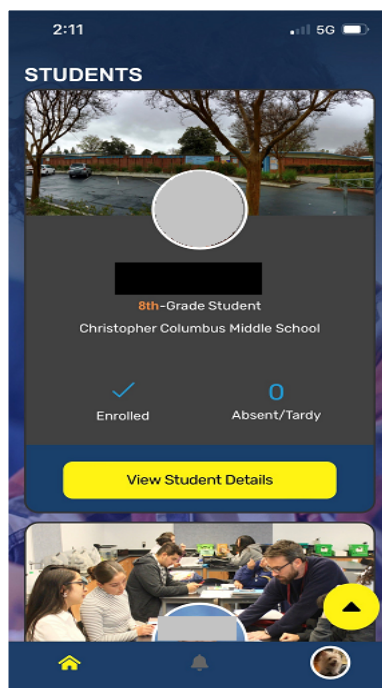 2:11
5G
STUDENTS
8th-Grade Student
Christopher Columbus Middle School
0
Enrolled
Absent/Tardy
View Student Details